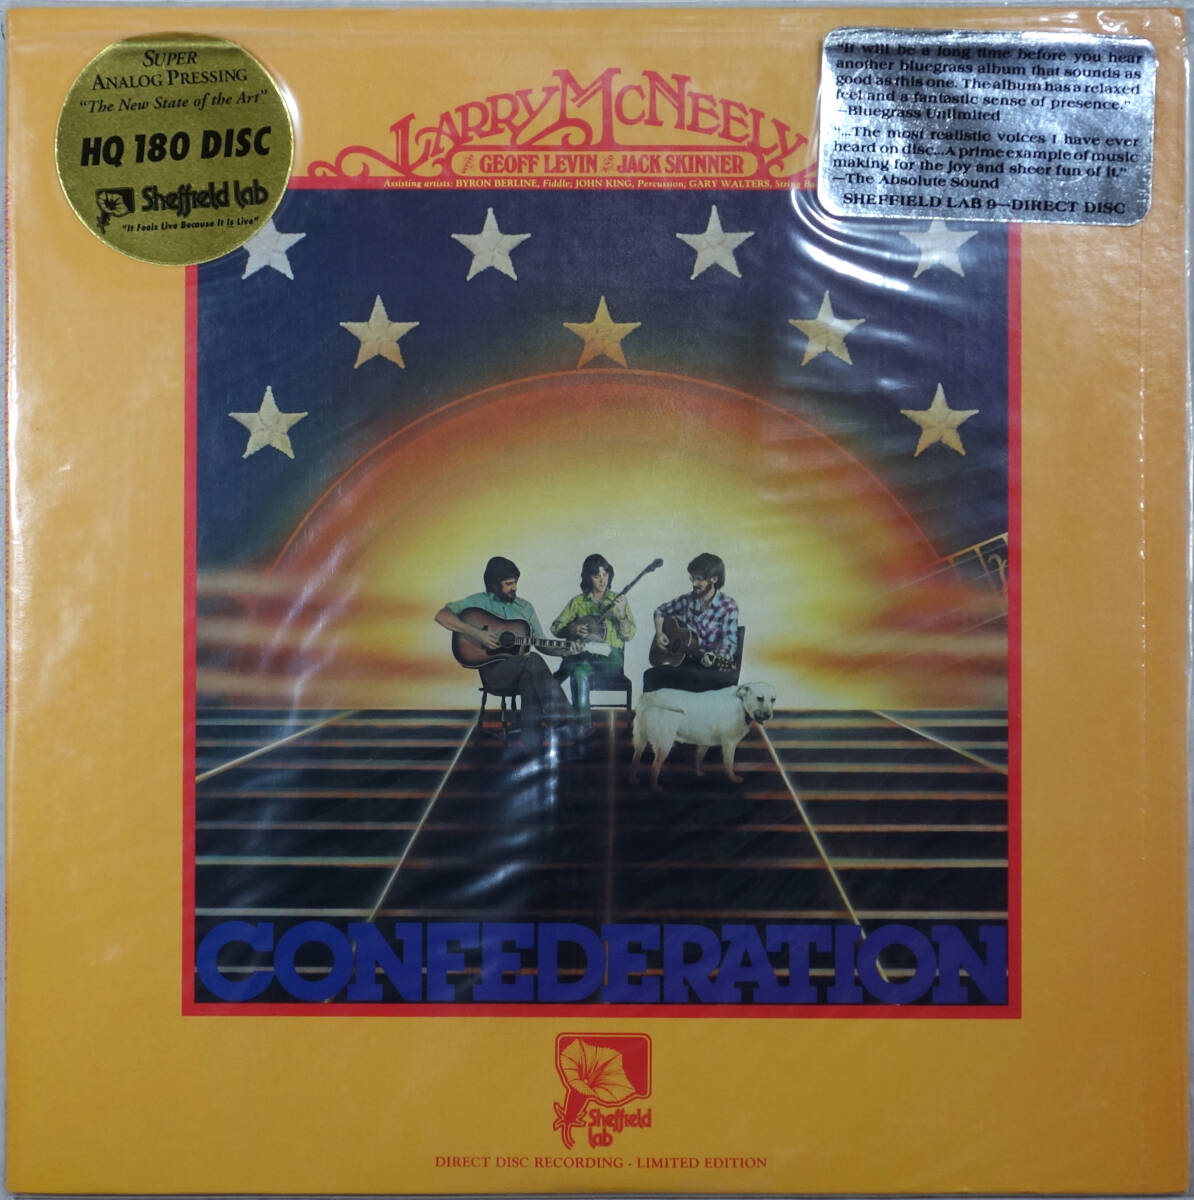 SUPER
ANALOG PRESSING
"The New State of the Art"
HQ 180 DISC
Sheffield lab
"It Feels Live Because It Is Live"
"It will be a long time before you hear
another bluegrass album that sounds as
good as this one. The album has a relaxed
feel and a fantastic sense of presence."
—Bluegrass Unlimited
"...The most realistic voices I have ever
heard on disc...A prime example of music
making for the joy and sheer fun of it."
—The Absolute Sound
SHEFFIELD LAB 9—DIRECT DISC
LARRY MCNEELY
GEOFF LEVIN JACK SKINNER
Assisting artists: BYRON BERLINE, Fiddle; JOHN KING, Percussion, GARY WALTERS, String
CONFEDERATION
Sheffield
lab
DIRECT DISC RECORDING - LIMITED EDITION